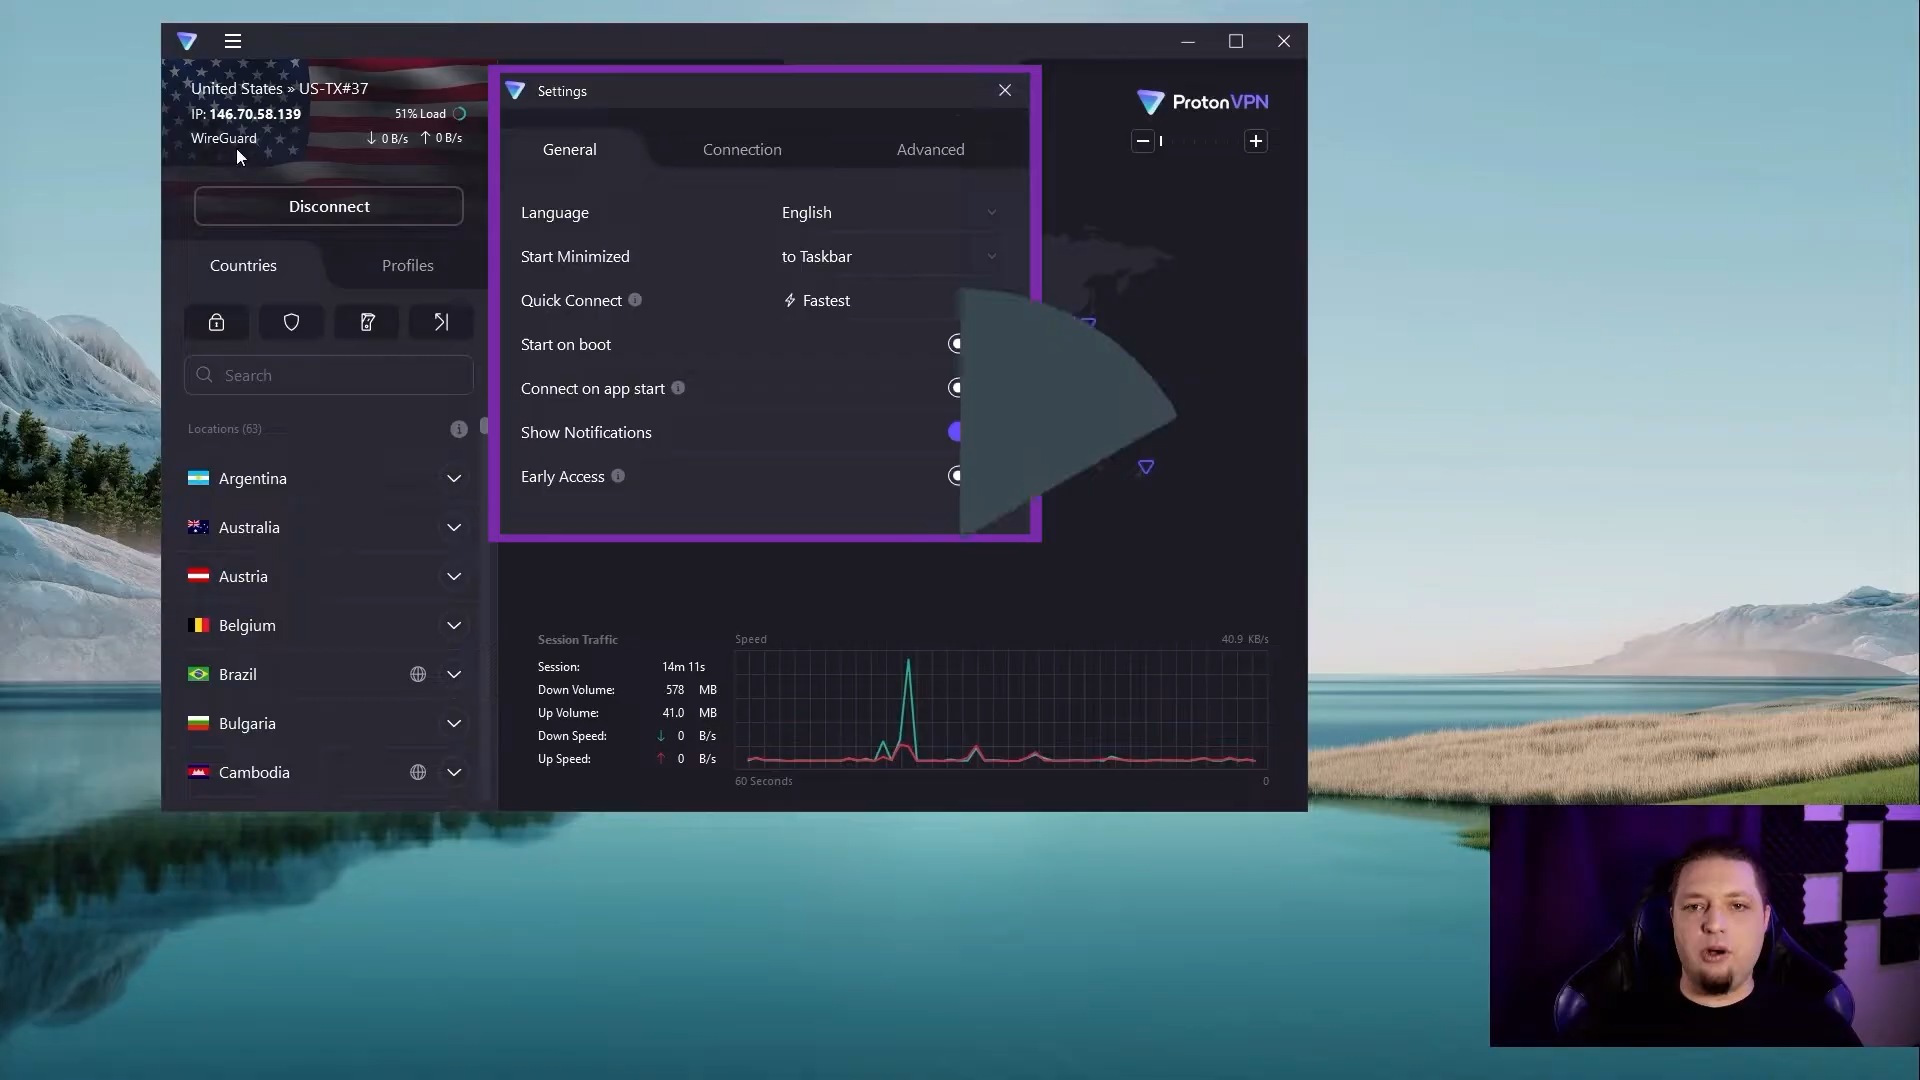 United States » US-TX#37
IP: 146.70.58.139
51% Load
WireGuard
0 B/s
0 B/s
Disconnect
Countries
Profiles
Search
Locations (63)
Argentina
Australia
Austria
Belgium
Brazil
Bulgaria
Cambodia
Settings
General
Connection
Advanced
Language
English
Start Minimized
to Taskbar
Quick Connect
Fastest
Start on boot
Connect on app start
Show Notifications
Early Access
ProtonVPN
Session Traffic
Session: 14m 11s
Down Volume: 578 MB
Up Volume: 41.0 MB
Down Speed: 0 B/s
Up Speed: 0 B/s
Speed
40.9 KB/s
60 Seconds
0